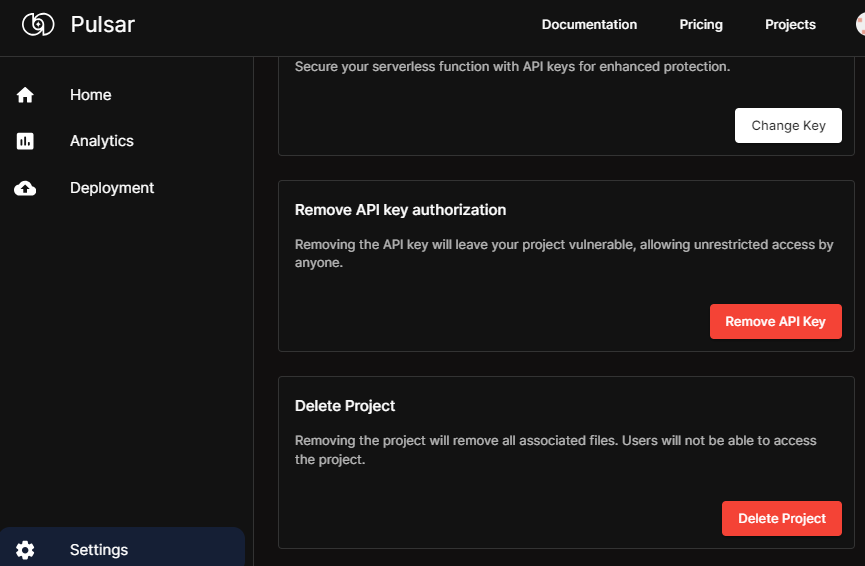 Pulsar
Documentation
Pricing
Projects
Home
Analytics
Deployment
Settings
Secure your serverless function with API keys for enhanced protection.
Change Key
Remove API key authorization
Removing the API key will leave your project vulnerable, allowing unrestricted access by
anyone.
Remove API Key
Delete Project
Removing the project will remove all associated files. Users will not be able to access
the project.
Delete Project